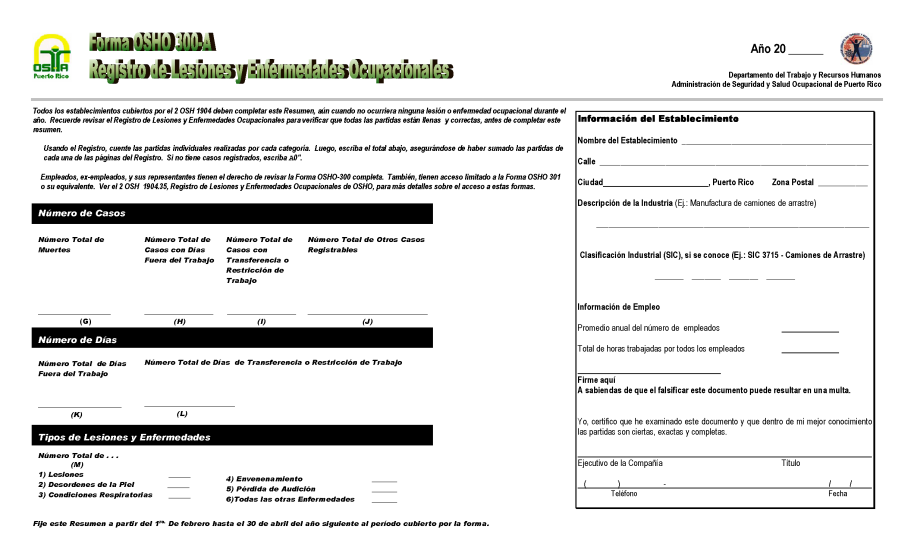 OSHA
Puerto Rico
Forma OSHO 300-A
Registro de Lesiones y Enfermedades Ocupacionales
Año 20 ______
Departamento del Trabajo y Recursos Humanos
Administración de Seguridad y Salud Ocupacional de Puerto Rico
Todos los establecimientos cubiertos por el 2 OSH 1904 deben completar este Resumen, aún cuando no ocurriera ninguna lesión o enfermedad ocupacional durante el
año. Recuerde revisar el Registro de Lesiones y Enfermedades Ocupacionales para verificar que todas las partidas están llenas y correctas, antes de completar este
resumen.
Usando el Registro, cuente las partidas individuales realizadas por cada categoría. Luego, escriba el total abajo, asegurándose de haber sumado las partidas de
cada una de las páginas del Registro. Si no tiene casos registrados, escriba a0".
Empleados, ex-empleados, y sus representantes tienen el derecho de revisar la Forma OSHO-300 completa. También, tienen acceso limitado a la Forma OSHO 301
o su equivalente. Ver el 2 OSH 1904.35, Registro de Lesiones y Enfermedades Ocupacionales de OSHO, para más detalles sobre el acceso a estas formas.
Número de Casos
Número Total de
Muertes
Número Total de
Casos con Días
Fuera del Trabajo
Número Total de
Casos con
Transferencia o
Restricción de
Trabajo
Número Total de Otros Casos
Registrables
(G)
(H)
(I)
(J)
Número de Días
Número Total de Días
Fuera del Trabajo
Número Total de Días de Transferencia o Restricción de Trabajo
(K)
(L)
Tipos de Lesiones y Enfermedades
Número Total de . . .
(M)
1) Lesiones
2) Desordenes de la Piel
3) Condiciones Respiratorias
4) Envenenamiento
5) Pérdida de Audición
6)Todas las otras Enfermedades
Fije este Resumen a partir del 1ro. De febrero hasta el 30 de abril del año siguiente al período cubierto por la forma.
Información del Establecimiento
Nombre del Establecimiento
Calle
Ciudad____________, Puerto Rico Zona Postal
Descripción de la Industria (Ej.: Manufactura de camiones de arrastre)
Clasificación Industrial (SIC), si se conoce (Ej.: SIC 3715 - Camiones de Arrastre)
Información de Empleo
Promedio anual del número de empleados
Total de horas trabajadas por todos los empleados
Firme aquí
A sabiendas de que el falsificar este documento puede resultar en una multa.
Yo, certifico que he examinado este documento y que dentro de mi mejor conocimiento
las partidas son ciertas, exactas y completas.
Ejecutivo de la Compañía Título
( ) - / /
Teléfono Fecha